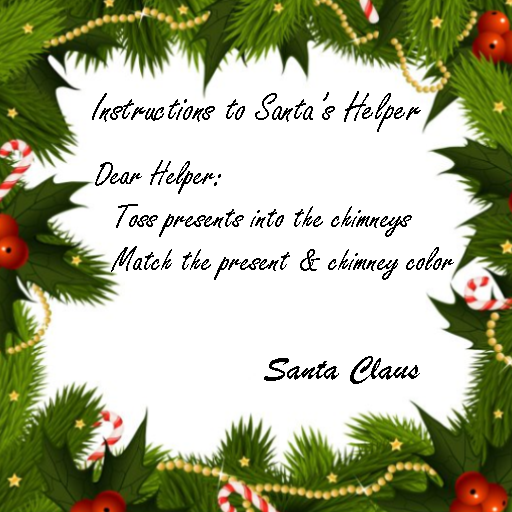 Instructions to Santa's Helper
Dear Helper:
Toss presents into the chimneys
Match the present & chimney color
Santa Claus